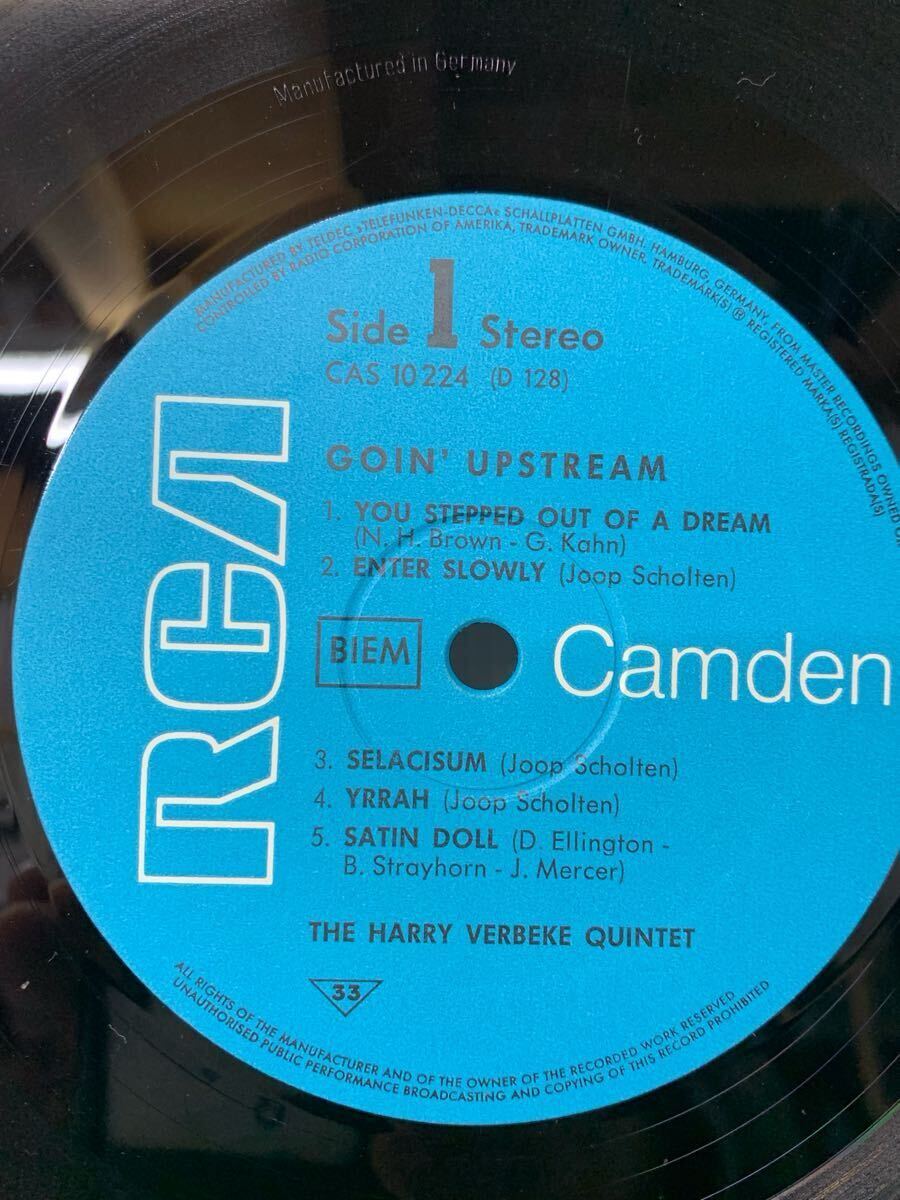 Manufactured in Germany
MANUFACTURED BY TELDEC »TELEFUNKEN-DECCA« SCHALLPLATTEN GMBH. HAMBURG, GERMANY, FROM MASTER RECORDINGS OWNED OR
CONTROLLED BY RADIO CORPORATION OF AMERIKA, TRADEMARK OWNER. TRADEMARK(S) ® REGISTERED MARKA(S) REGISTRADA(S)
Side 1 Stereo
CAS 10 224 (D 128)
RCA
GOIN' UPSTREAM
1. YOU STEPPED OUT OF A DREAM
(N. H. Brown - G. Kahn)
2. ENTER SLOWLY (Joop Scholten)
BIEM
Camden
3. SELACISUM (Joop Scholten)
4. YRRAH (Joop Scholten)
5. SATIN DOLL (D. Ellington -
B. Strayhorn - J. Mercer)
THE HARRY VERBEKE QUINTET
33
ALL RIGHTS OF THE MANUFACTURER AND OF THE OWNER OF THE RECORDED WORK RESERVED
UNAUTHORISED PUBLIC PERFORMANCE BROADCASTING AND COPYING OF THIS RECORD PROHIBITED